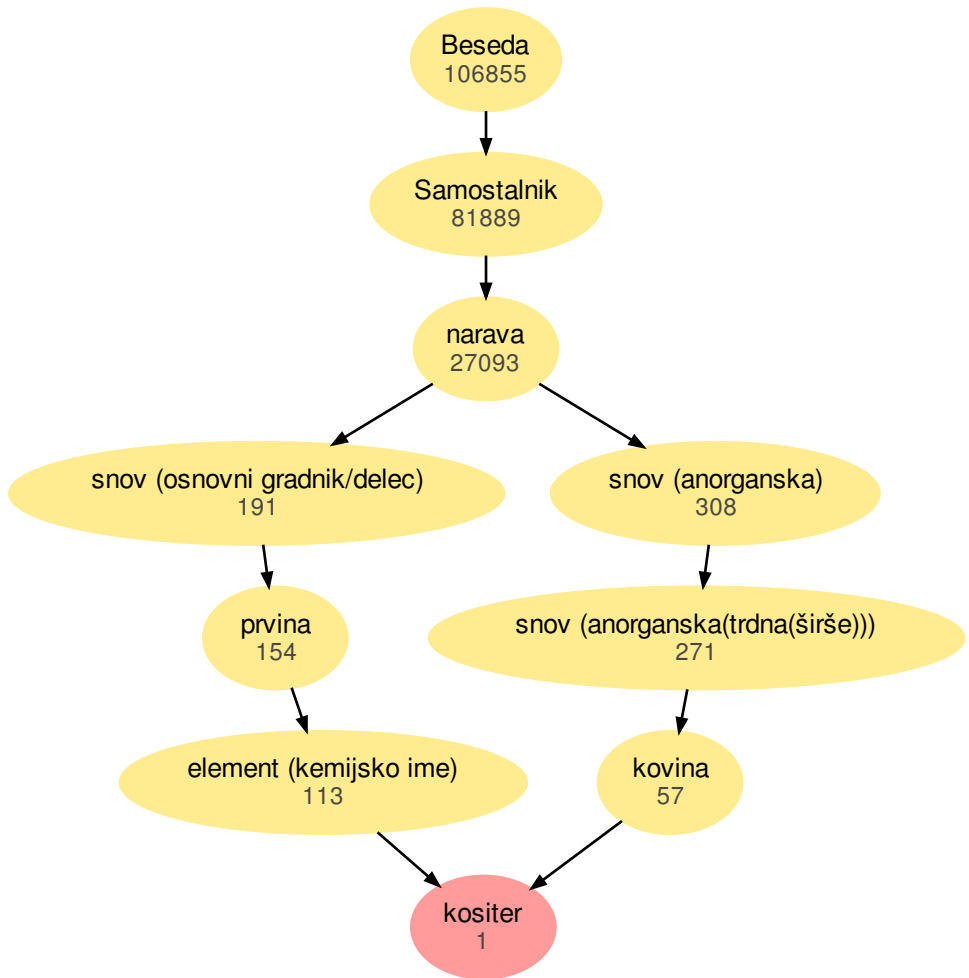 Beseda
106855
Samostalnik
81889
narava
27093
snov (osnovni gradnik/delec)
191
snov (anorganska)
308
prvina
154
snov (anorganska(trdna(širše)))
271
element (kemijsko ime)
113
kovina
57
kositer
1